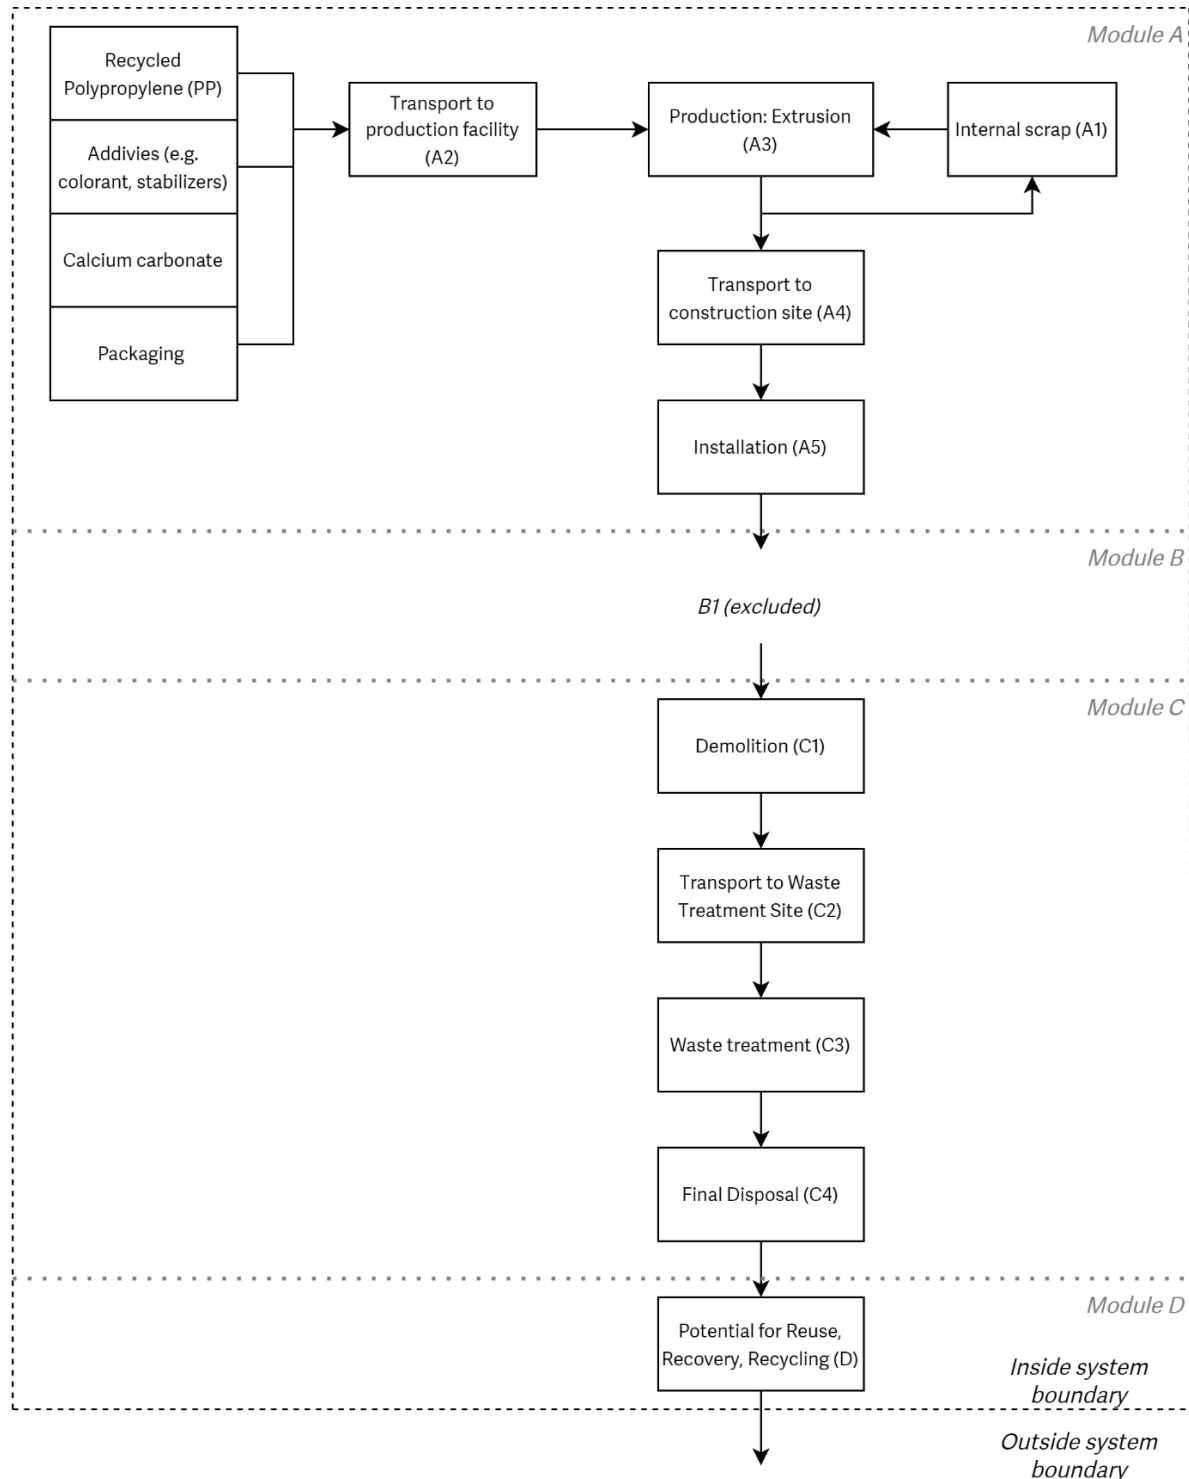 Module A
Recycled
Polypropylene (PP)
Addivies (e.g.
colorant, stabilizers)
Calcium carbonate
Packaging
Transport to
production facility
(A2)
Production: Extrusion
(A3)
Internal scrap (A1)
Transport to
construction site (A4)
Installation (A5)
Module B
B1 (excluded)
Module C
Demolition (C1)
Transport to Waste
Treatment Site (C2)
Waste treatment (C3)
Final Disposal (C4)
Module D
Potential for Reuse,
Recovery, Recycling (D)
Inside system
boundary
Outside system
boundary